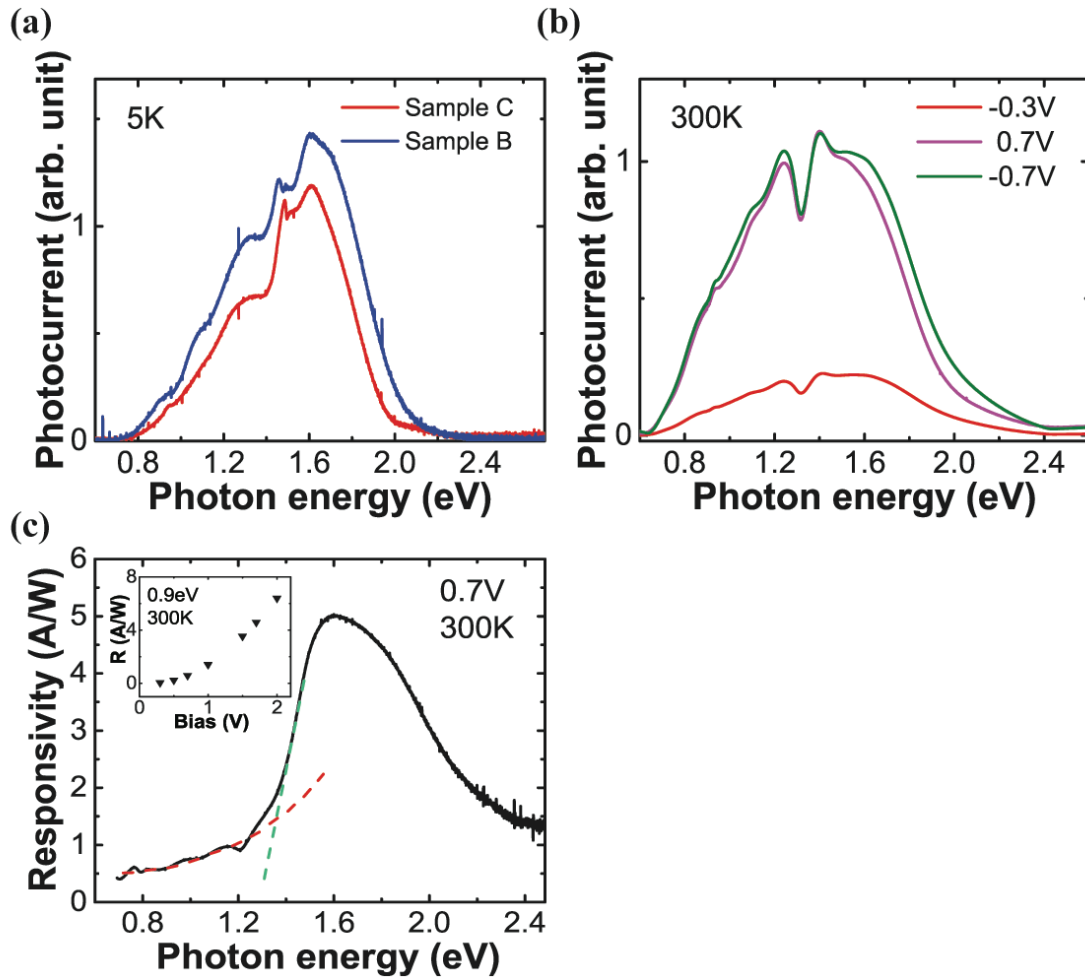 (a)
Photocurrent (arb. unit)
5K
Sample C
Sample B
1
0
0.8 1.2 1.6 2.0 2.4
Photon energy (eV)
(b)
Photocurrent (arb. unit)
300K
-0.3V
0.7V
-0.7V
1
0
0.8 1.2 1.6 2.0 2.4
Photon energy (eV)
(c)
Responsivity (A/W)
6
5
4
3
2
1
0
0.7V
300K
R (A/W)
8
4
0
0.9eV
300K
0 1 2
Bias (V)
0.8 1.2 1.6 2.0 2.4
Photon energy (eV)